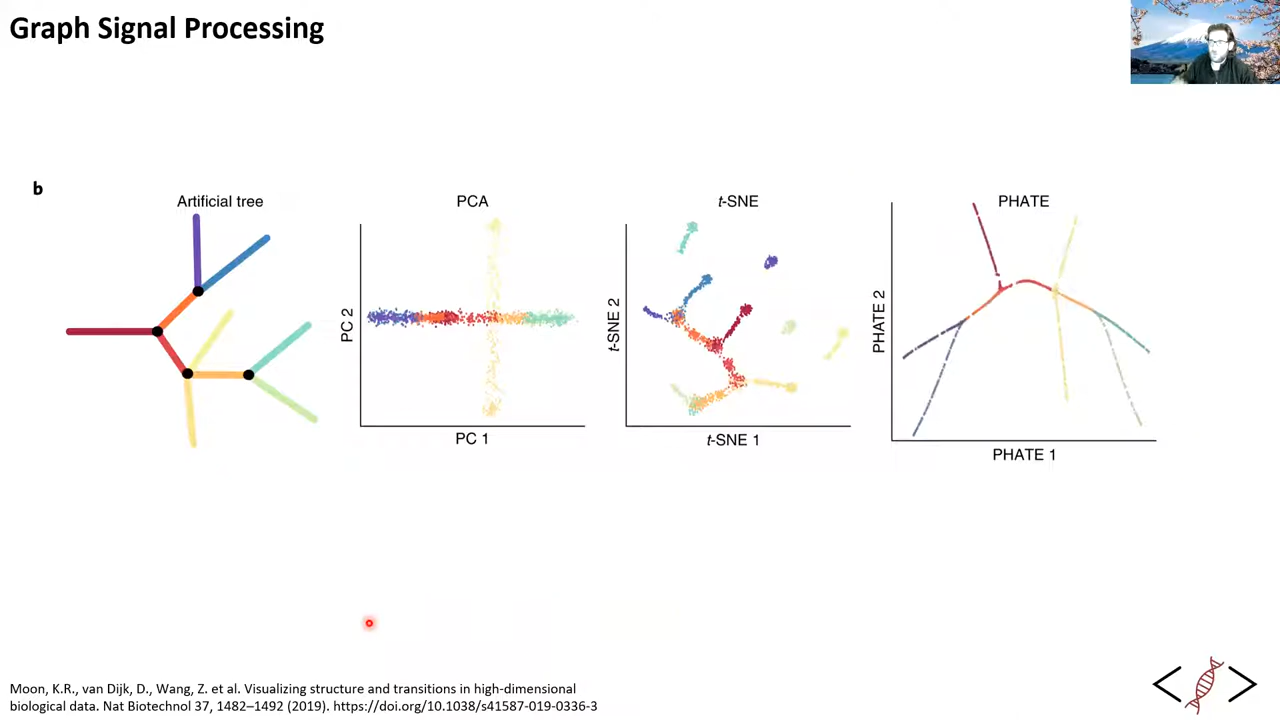 Graph Signal Processing
b
Artificial tree
PCA
t-SNE
PHATE
PC 2
t-SNE 2
PHATE 2
PC 1
t-SNE 1
PHATE 1
Moon, K.R., van Dijk, D., Wang, Z. et al. Visualizing structure and transitions in high-dimensional
biological data. Nat Biotechnol 37, 1482–1492 (2019). https://doi.org/10.1038/s41587-019-0336-3